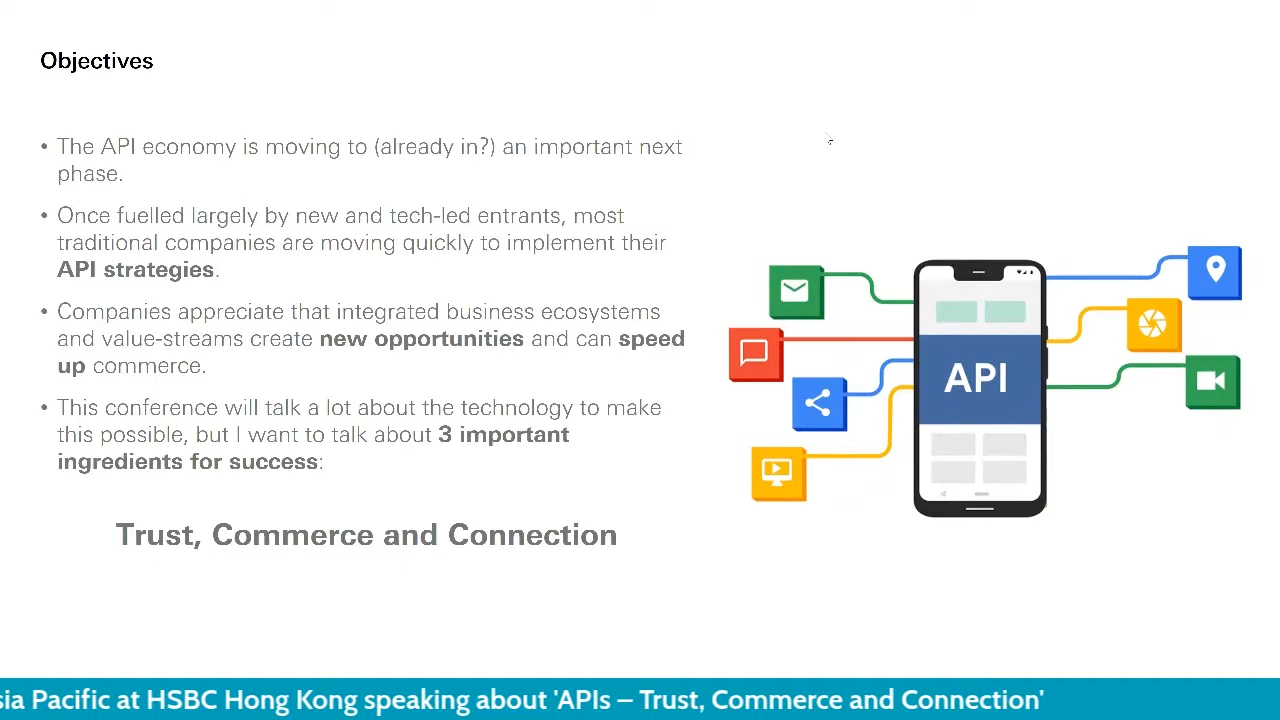 Objectives
• The API economy is moving to (already in?) an important next
phase.
• Once fuelled largely by new and tech-led entrants, most
traditional companies are moving quickly to implement their
API strategies.
• Companies appreciate that integrated business ecosystems
and value-streams create new opportunities and can speed
up commerce.
• This conference will talk a lot about the technology to make
this possible, but I want to talk about 3 important
ingredients for success:
Trust, Commerce and Connection
API
sia Pacific at HSBC Hong Kong speaking about 'APIs – Trust, Commerce and Connection'